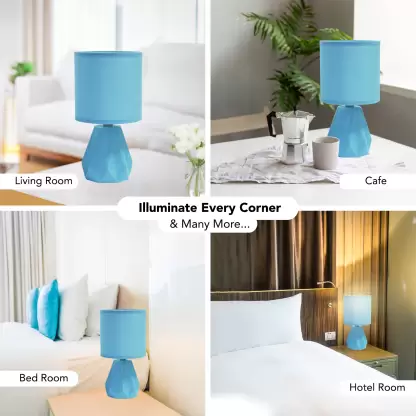 Living Room
Cafe
Illuminate Every Corner
& Many More...
Bed Room
Hotel Room